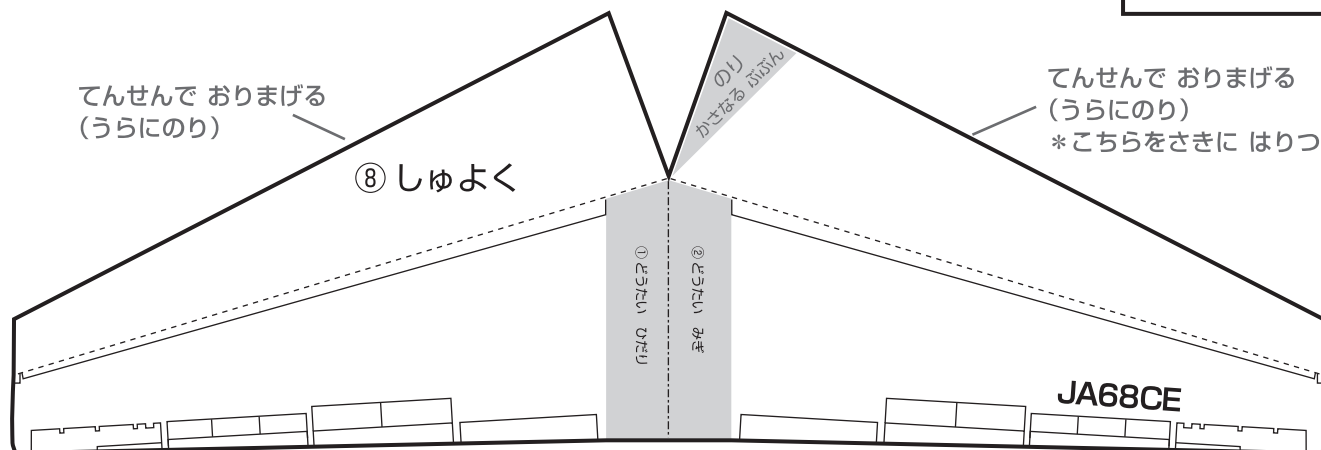 てんせんで おりまげる
（うらにのり）
⑧ しゅよく
のり
かさなる ぶぶん
てんせんで おりまげる
（うらにのり）
＊こちらをさきに はりつ
① どうたい ひだり
② どうたい みぎ
JA68CE